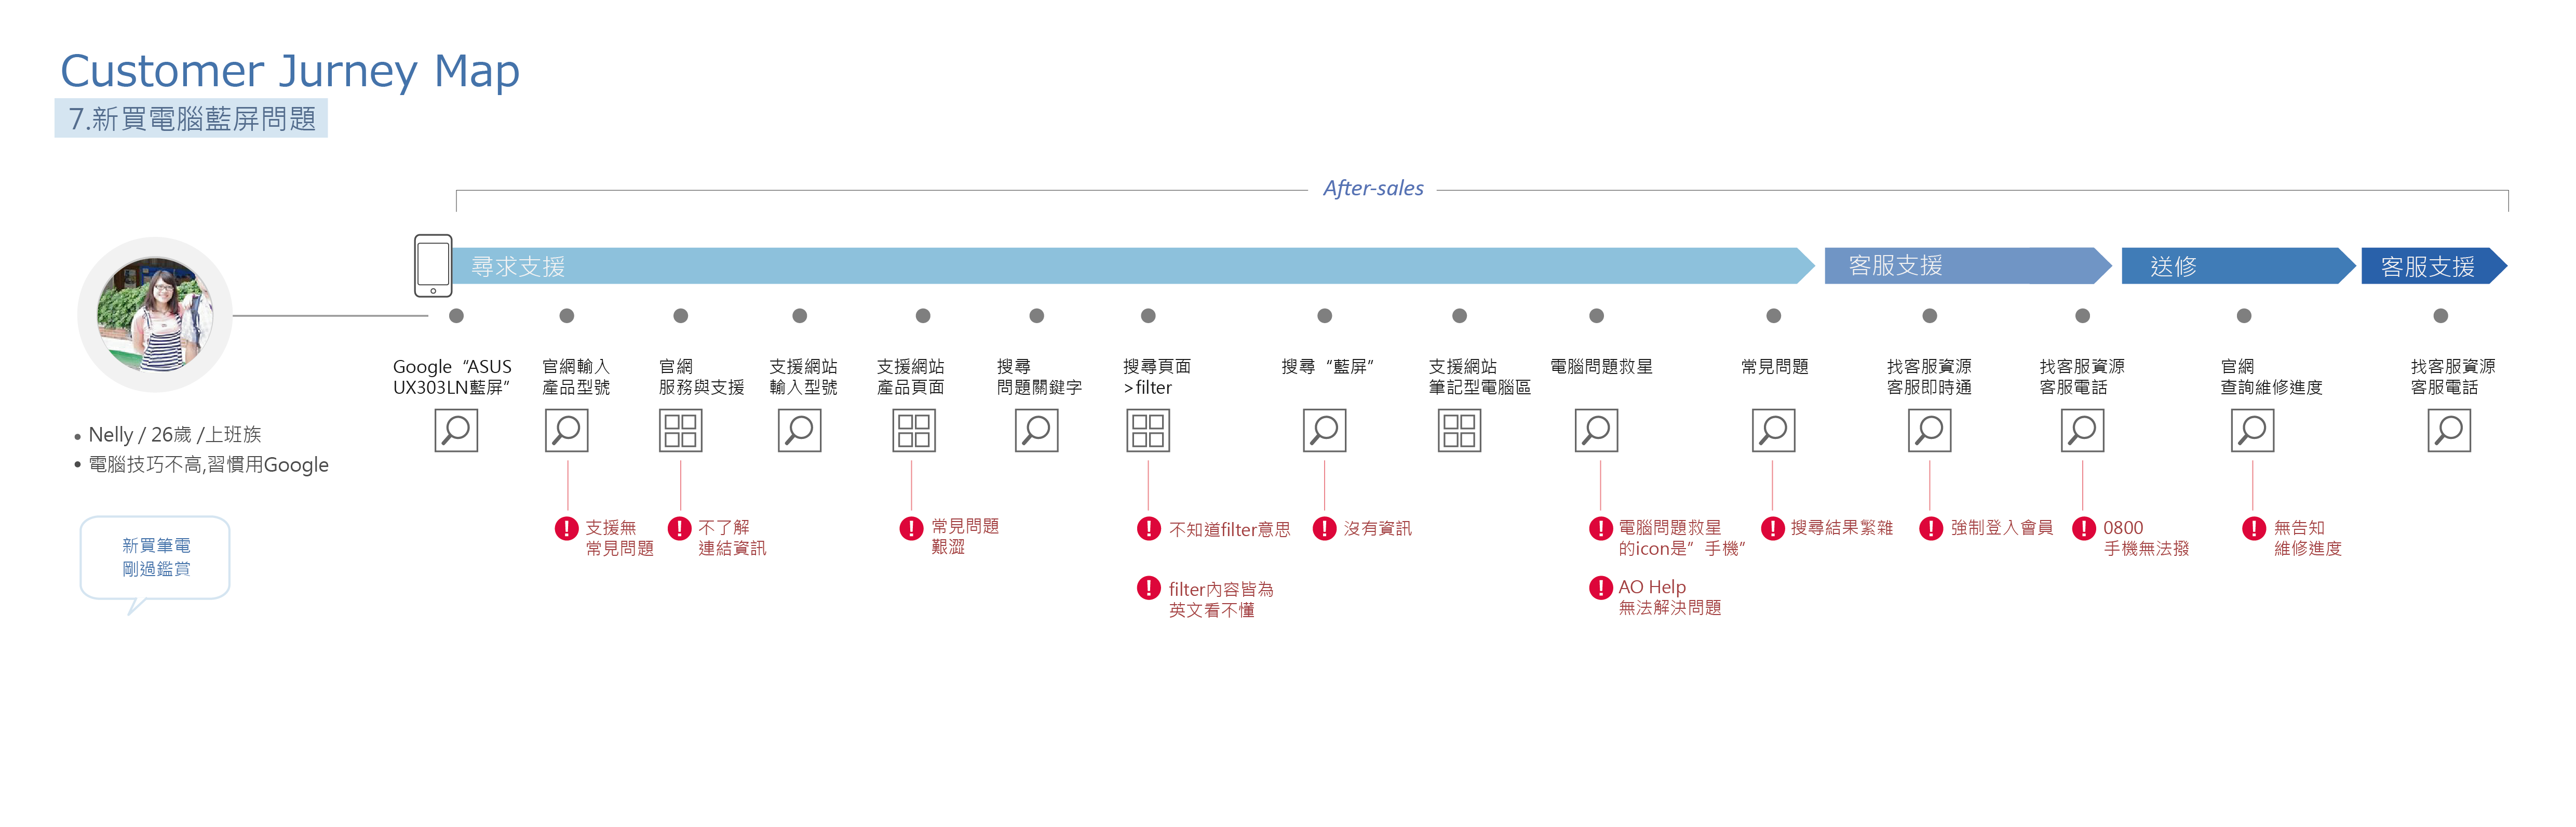 Customer Jurney Map
7.新買電腦藍屏問題
After-sales
尋求支援
客服支援
送修
客服支援
Google“ASUS
UX303LN藍屏”
官網輸入
產品型號
官網
服務與支援
支援網站
輸入型號
支援網站
產品頁面
搜尋
問題關鍵字
搜尋頁面
>filter
搜尋“藍屏”
支援網站
筆記型電腦區
電腦問題救星
常見問題
找客服資源
客服即時通
找客服資源
客服電話
官網
查詢維修進度
找客服資源
客服電話
Nelly / 26歲 /上班族
電腦技巧不高,習慣用Google
新買筆電
剛過鑑賞
支援無
常見問題
不了解
連結資訊
常見問題
艱澀
不知道filter意思
filter內容皆為
英文看不懂
沒有資訊
電腦問題救星
的icon是”手機”
AO Help
無法解決問題
搜尋結果繁雜
強制登入會員
0800
手機無法撥
無告知
維修進度